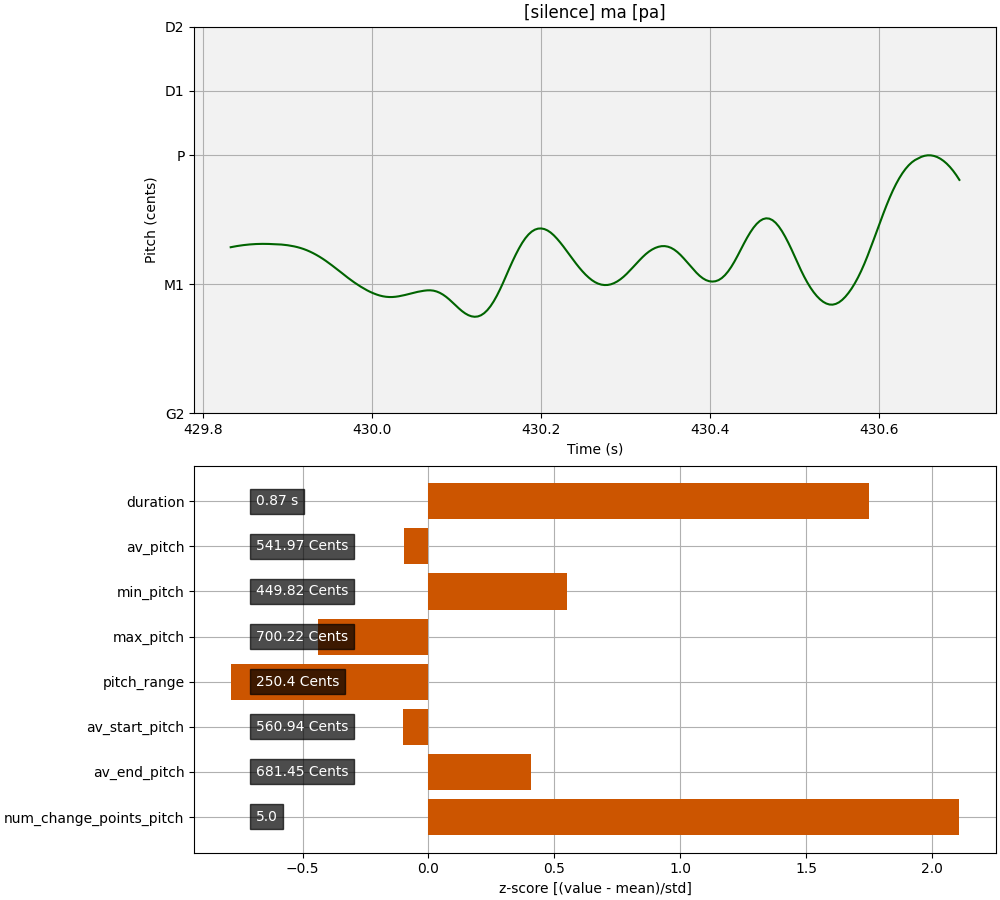 [silence] ma [pa]
D2
D1
P
M1
G2
Pitch (cents)
429.8 430.0 430.2 430.4 430.6
Time (s)
duration 0.87 s
av_pitch 541.97 Cents
min_pitch 449.82 Cents
max_pitch 700.22 Cents
pitch_range 250.4 Cents
av_start_pitch 560.94 Cents
av_end_pitch 681.45 Cents
num_change_points_pitch 5.0
−0.5 0.0 0.5 1.0 1.5 2.0
z-score [(value - mean)/std]